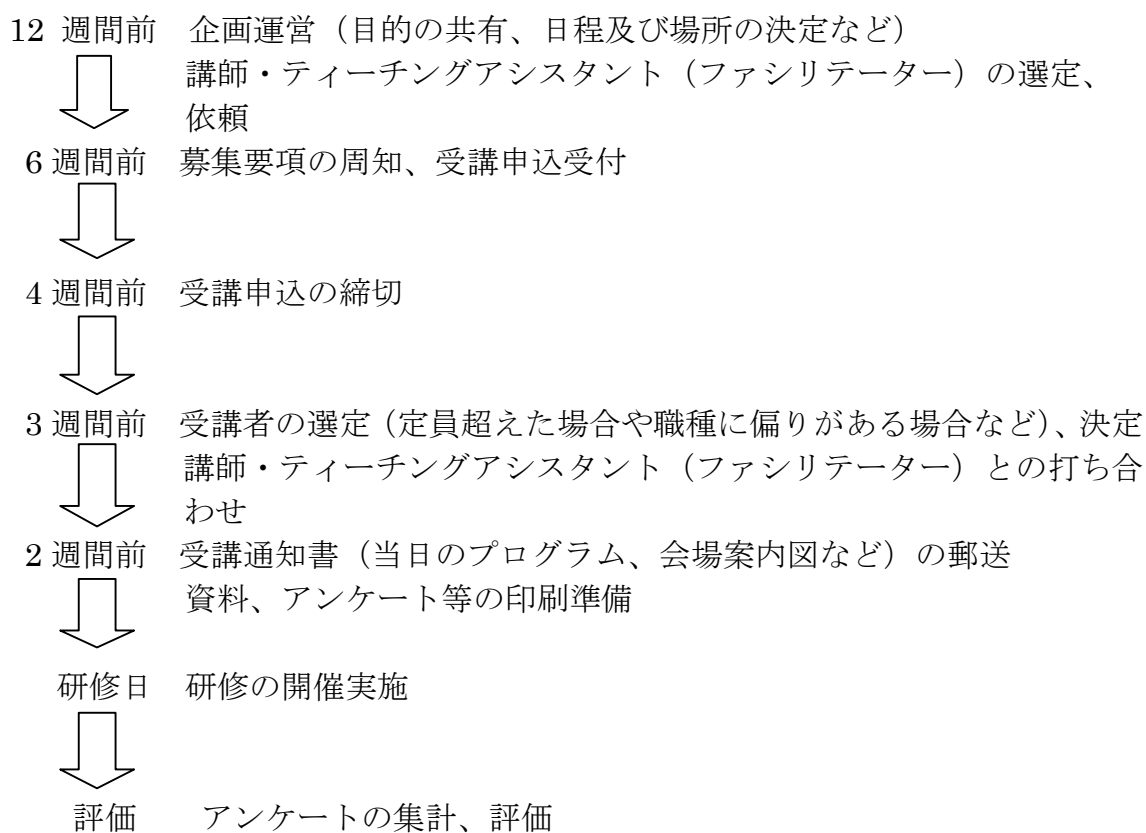 12 週間前 企画運営（目的の共有、日程及び場所の決定など）
講師・ティーチングアシスタント（ファシリテーター）の選定、
依頼
6 週間前 募集要項の周知、受講申込受付
4 週間前 受講申込の締切
3 週間前 受講者の選定（定員超えた場合や職種に偏りがある場合など）、決定
講師・ティーチングアシスタント（ファシリテーター）との打ち合
わせ
2 週間前 受講通知書（当日のプログラム、会場案内図など）の郵送
資料、アンケート等の印刷準備
研修日 研修の開催実施
評価 アンケートの集計、評価